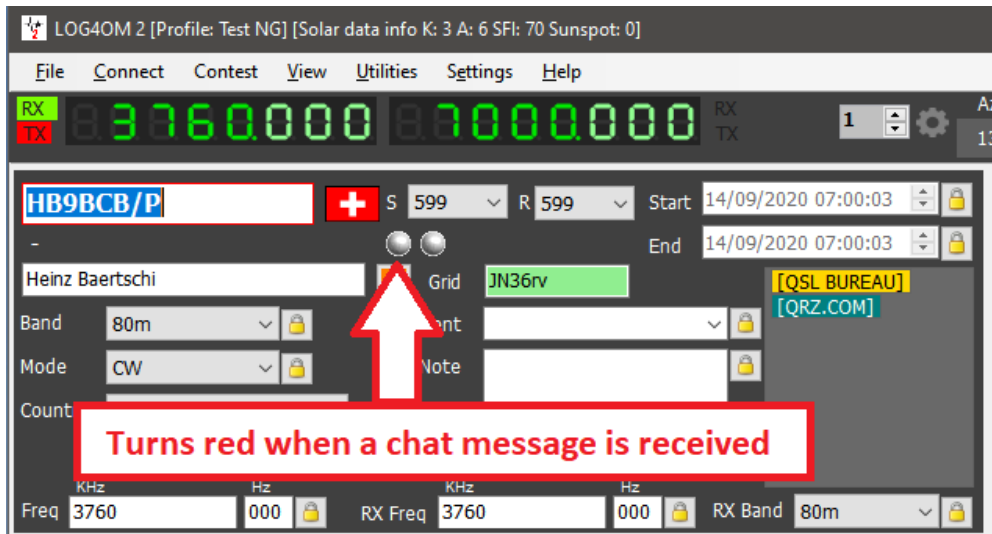 LOG4OM 2 [Profile: Test NG] [Solar data info K: 3 A: 6 SFI: 70 Sunspot: 0]
File Connect Contest View Utilities Settings Help
RX 3760.000 7000.000 RX 1
TX TX
HB9BCB/P S 599 R 599 Start 14/09/2020 07:00:03
- End 14/09/2020 07:00:03
Heinz Baertschi Grid JN36rv [QSL BUREAU]
[QRZ.COM]
Band 80m
Mode CW Note
Turns red when a chat message is received
KHz Hz KHz Hz
Freq 3760 000 RX Freq 3760 000 RX Band 80m